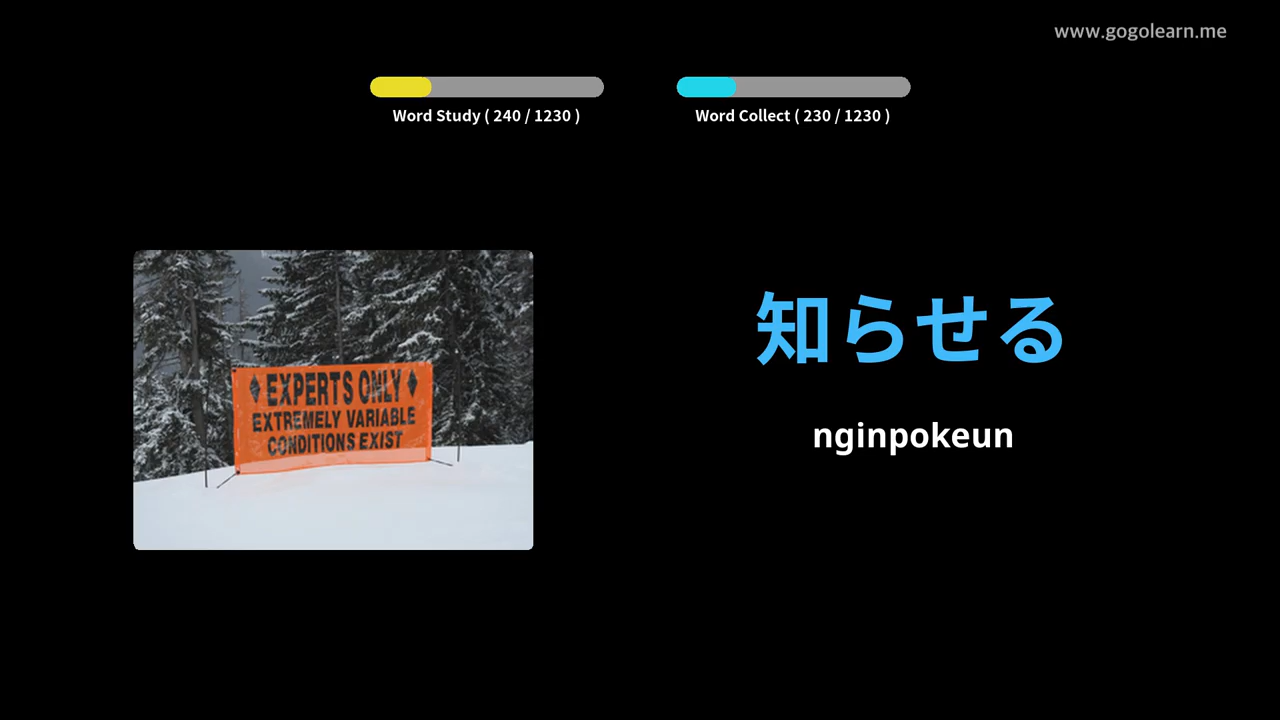 www.gogolearn.me
Word Study ( 240 / 1230 )
Word Collect ( 230 / 1230 )
EXPERTS ONLY
EXTREMELY VARIABLE
CONDITIONS EXIST
知らせる
nginpokeun